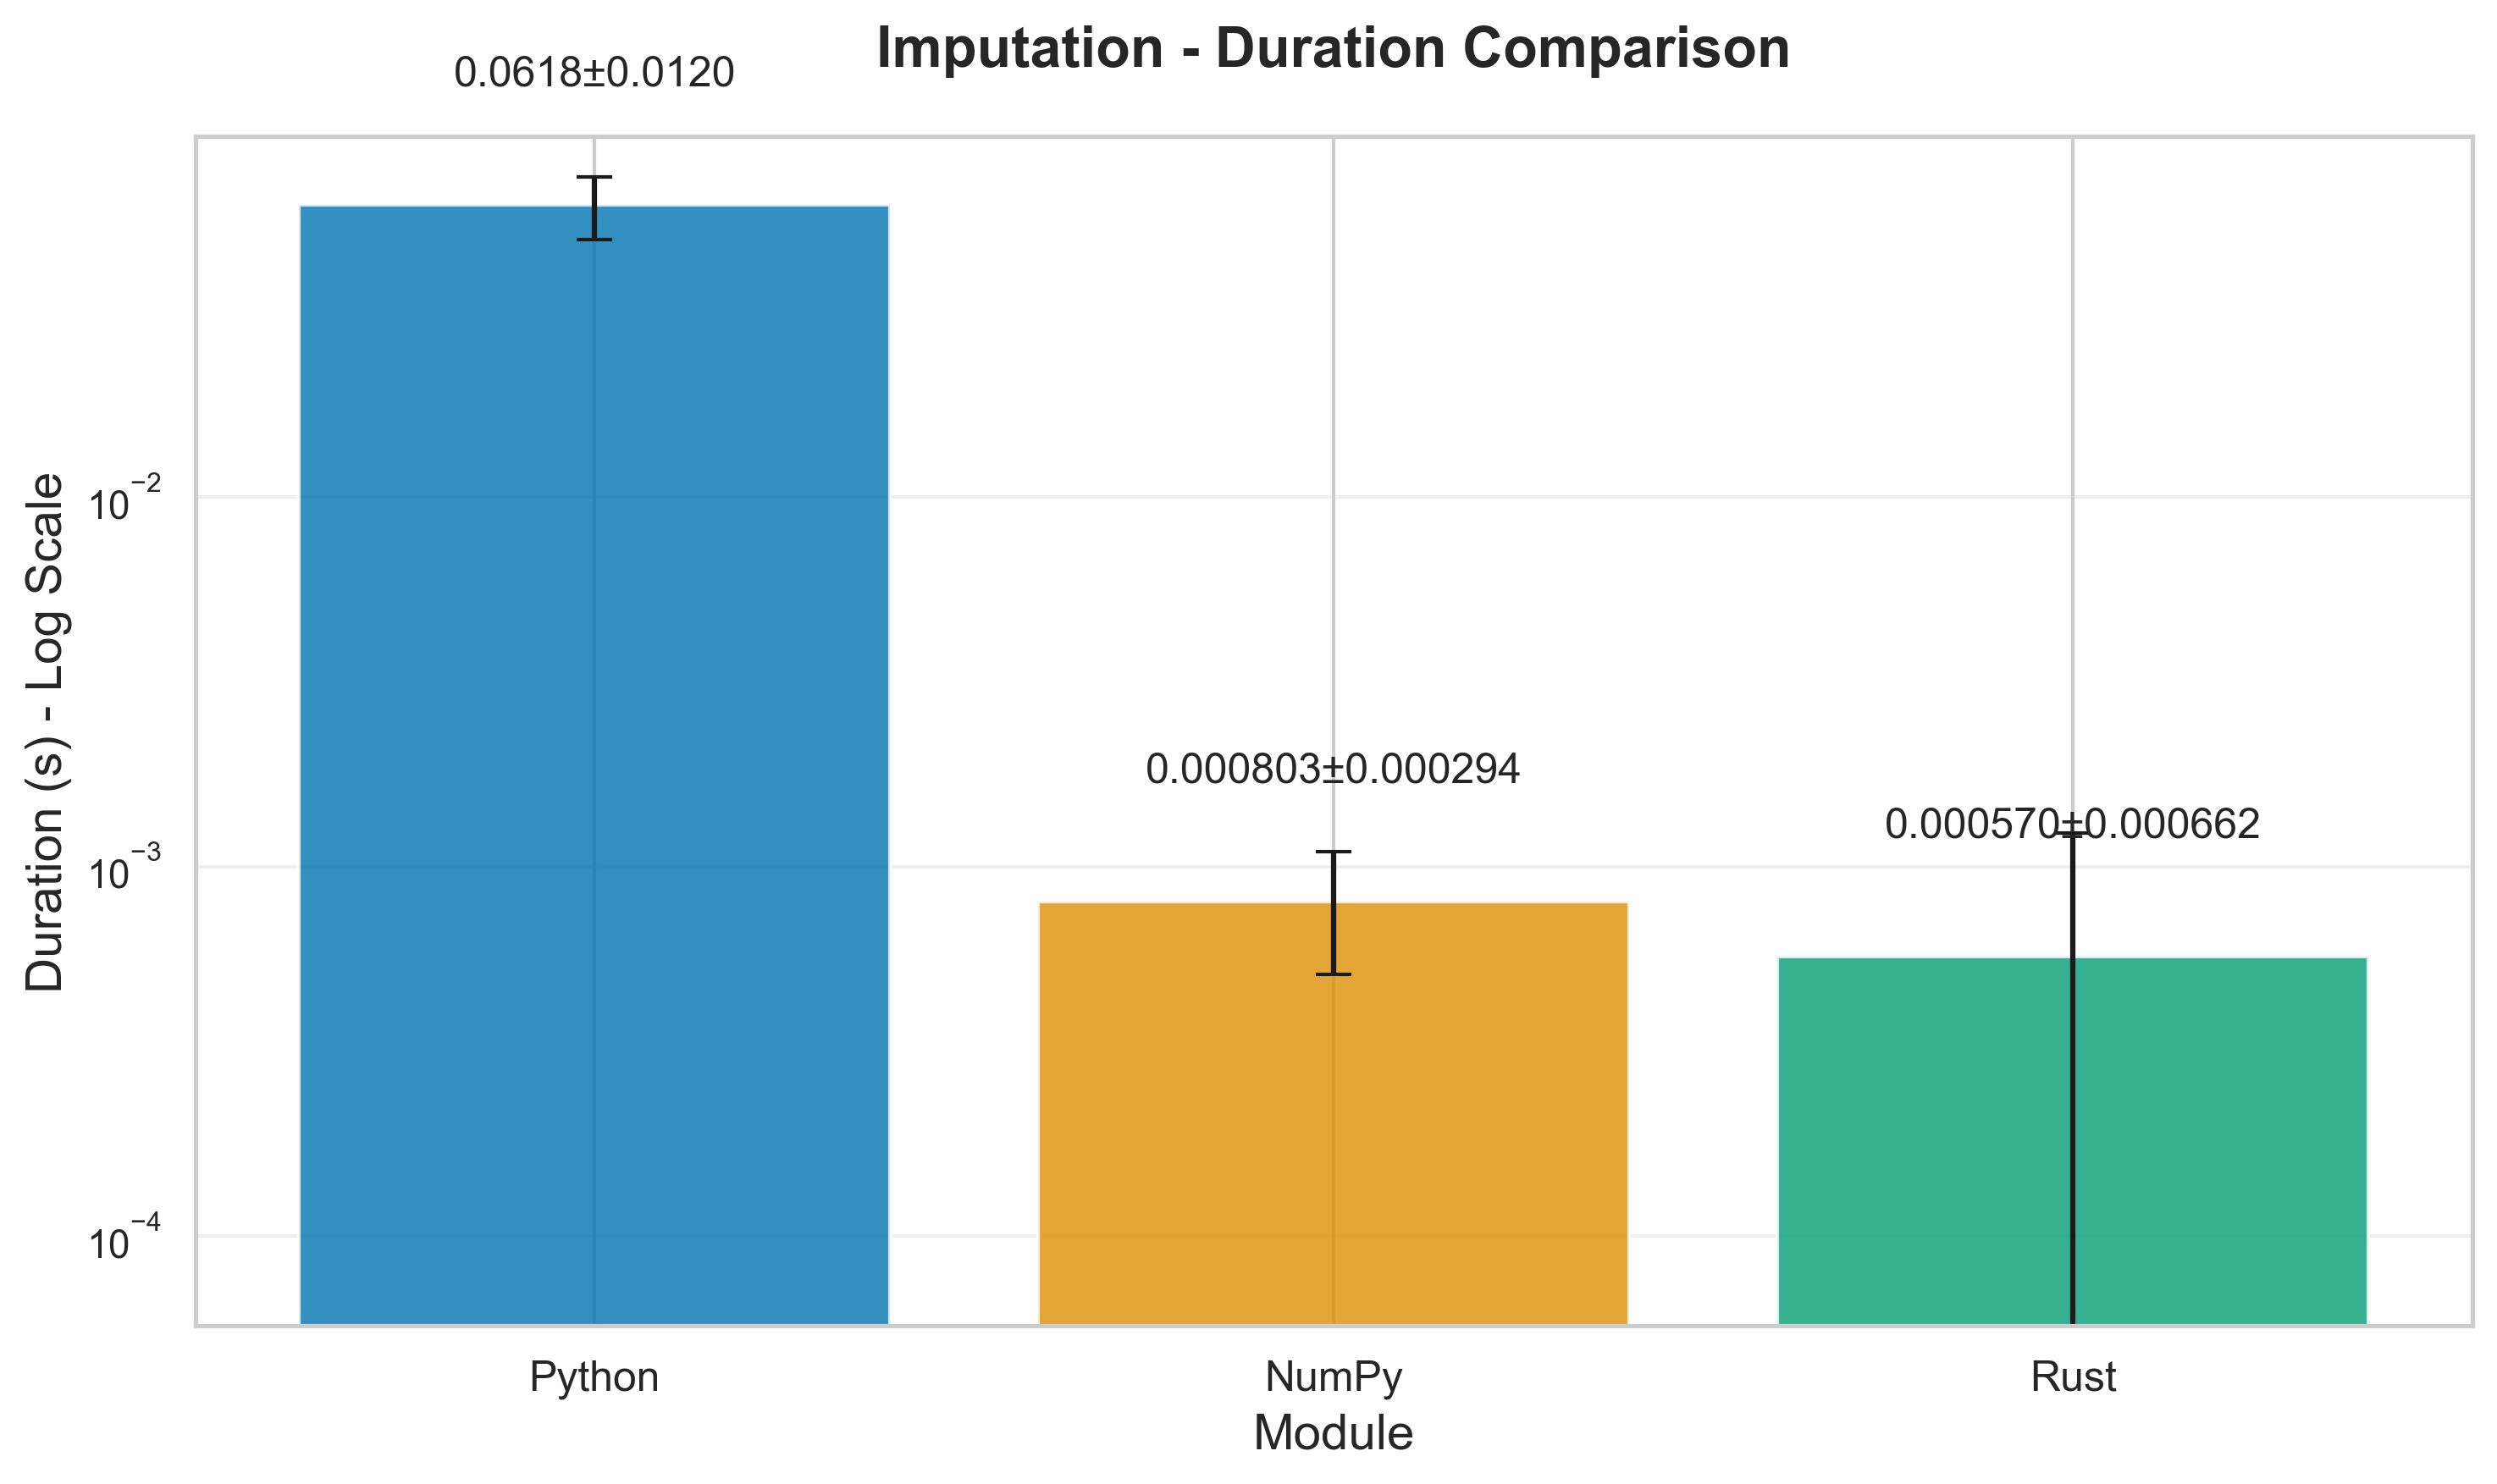 Imputation - Duration Comparison
0.0618±0.0120
Duration (s) - Log Scale
10⁻²
10⁻³
10⁻⁴
0.000803±0.000294
0.000570±0.000662
Python
NumPy
Rust
Module